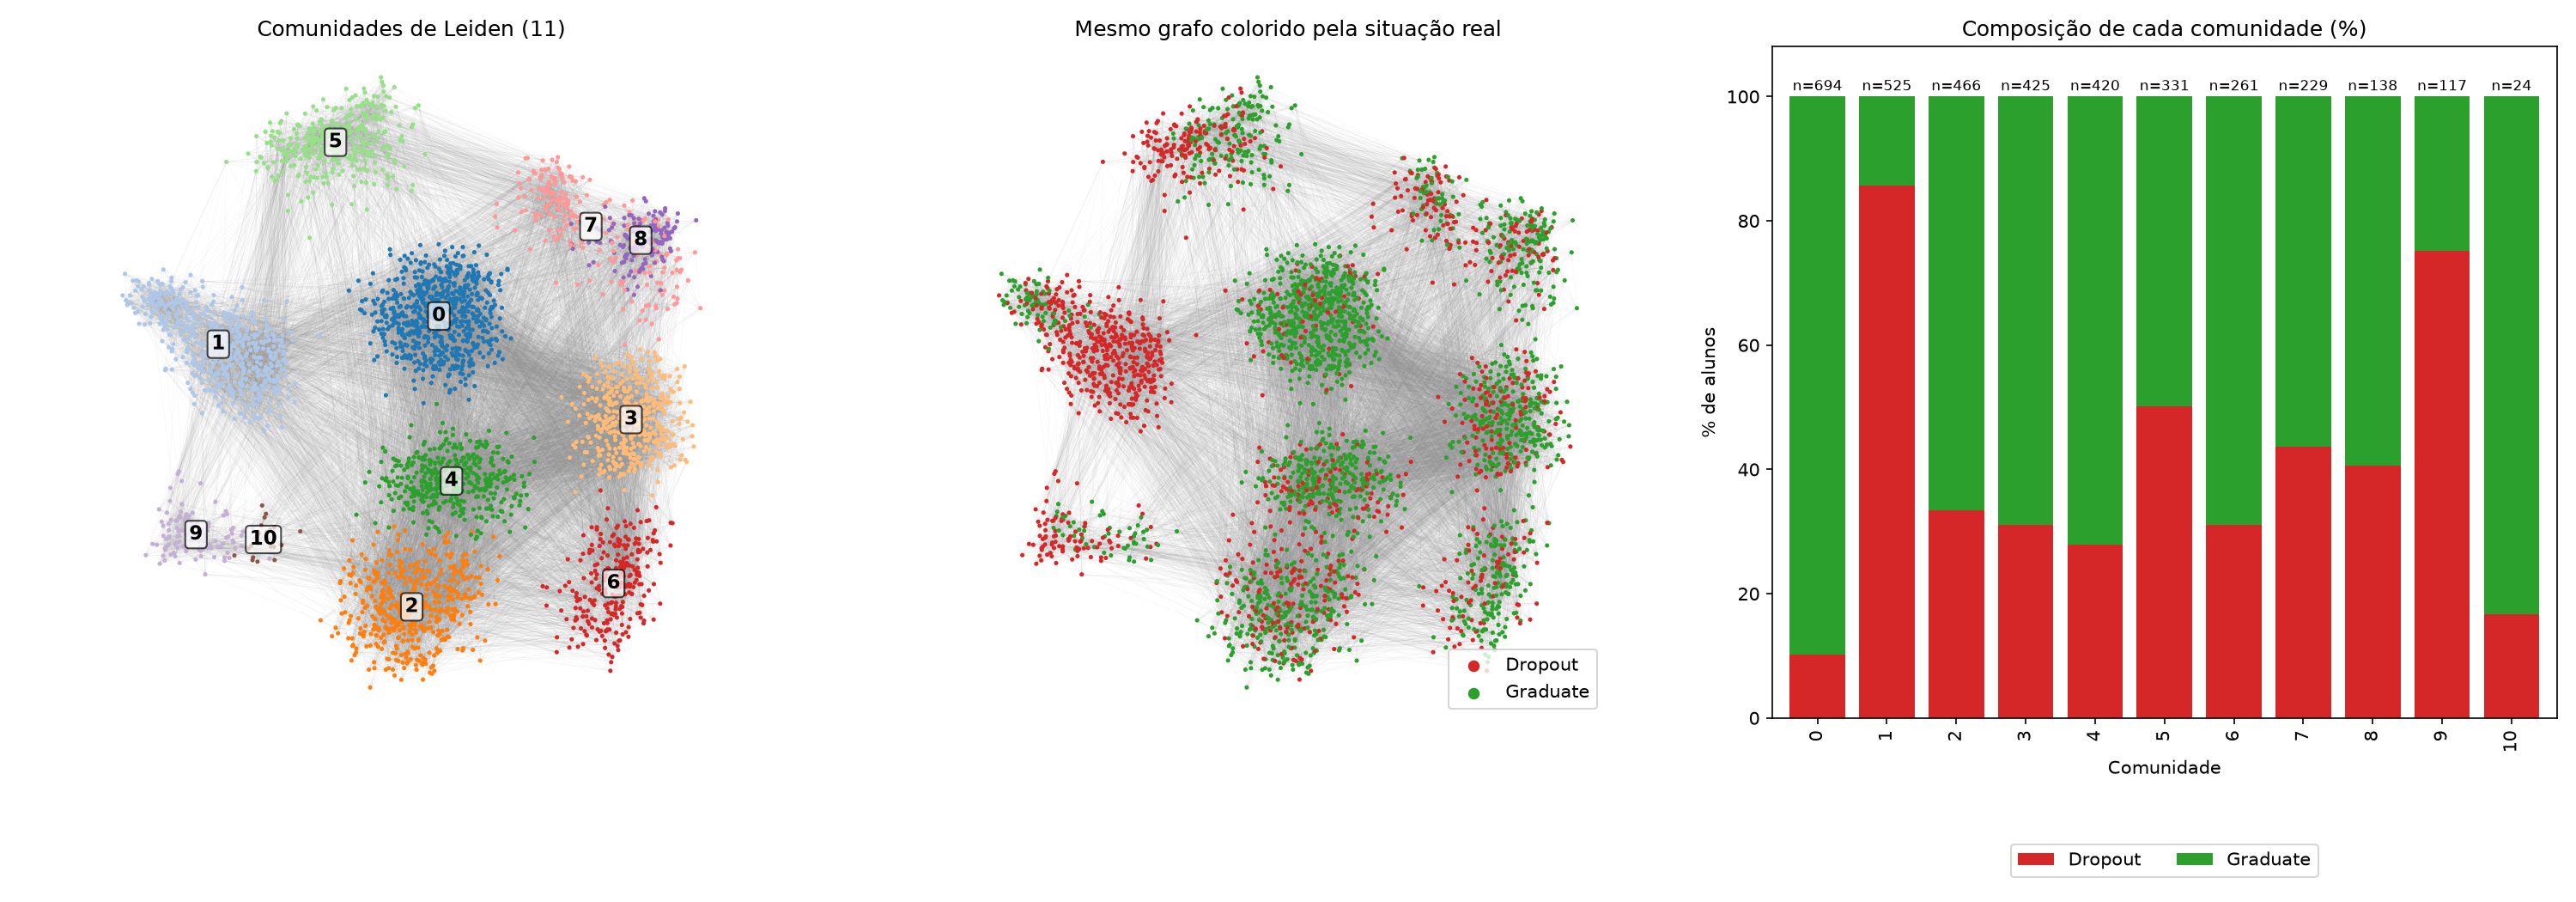 Comunidades de Leiden (11)
5
7
8
0
1
3
4
9
10
6
2
Mesmo grafo colorido pela situação real
Dropout
Graduate
Composição de cada comunidade (%)
n=694 n=525 n=466 n=425 n=420 n=331 n=261 n=229 n=138 n=117 n=24
100
80
60
40
20
0
% de alunos
0 1 2 3 4 5 6 7 8 9 10
Comunidade
Dropout Graduate